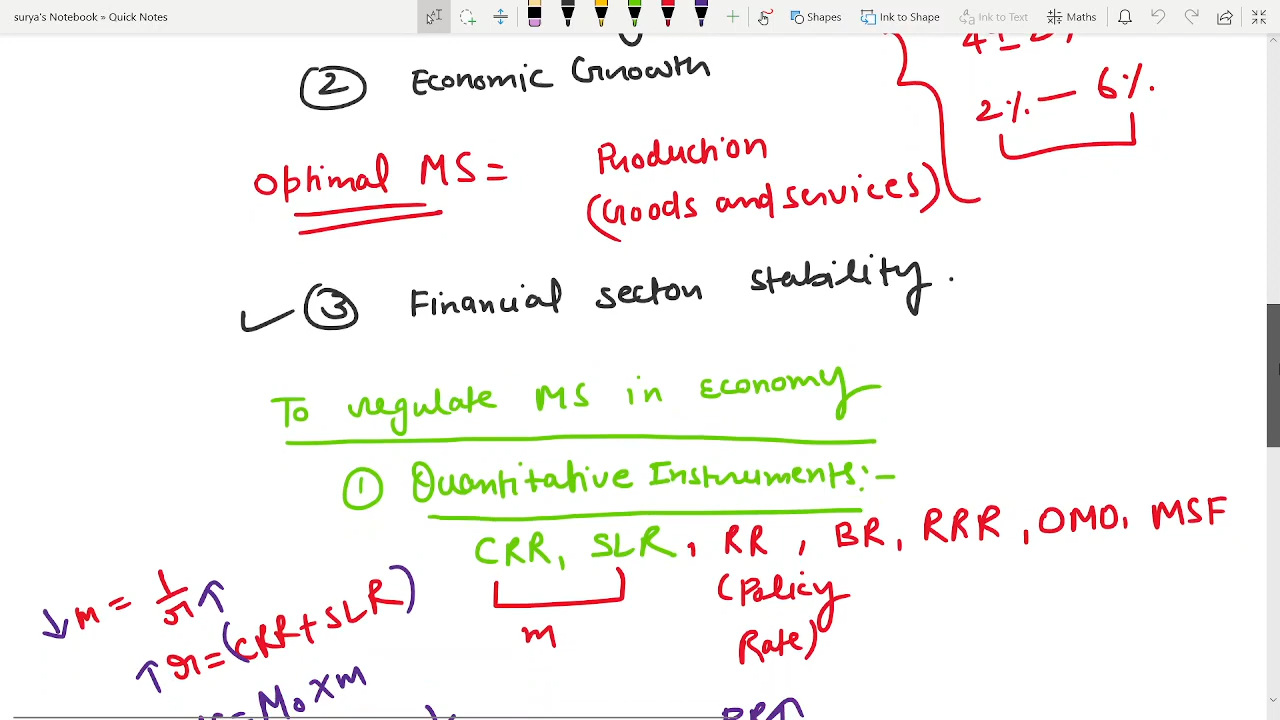 surya's Notebook » Quick Notes
Shapes Ink to Shape Ink to Text Maths
② Economic Growth
2% — 6%.
Optimal MS = Production
(Goods and services)
③ Financial sector stability.
To regulate MS in economy
① Quantitative Instruments:-
CRR, SLR, RR, BR, RRR, OMO, MSF
m
(Policy
Rate)
↓m = 1/r ↑
↑ r = (CRR + SLR)
M₀ × m